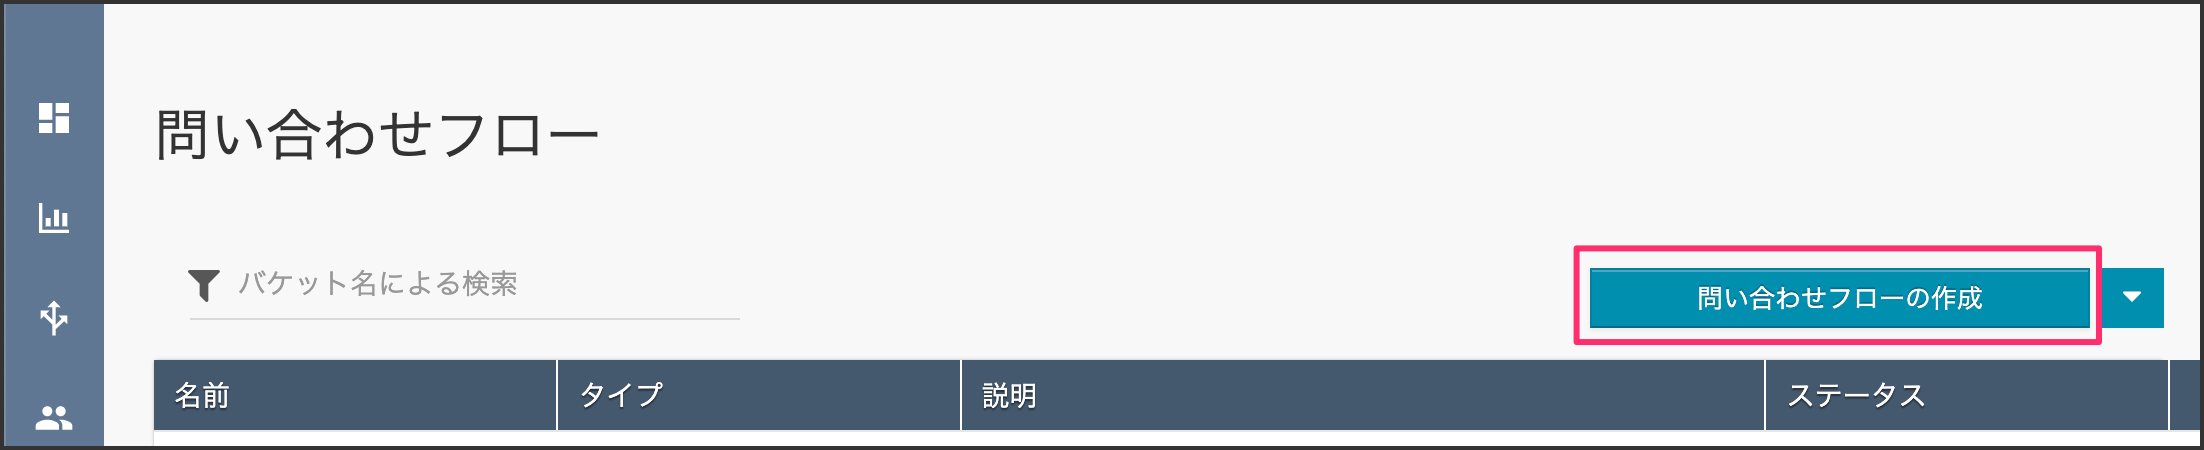 問い合わせフロー
バケット名による検索
問い合わせフローの作成
名前
タイプ
説明
ステータス